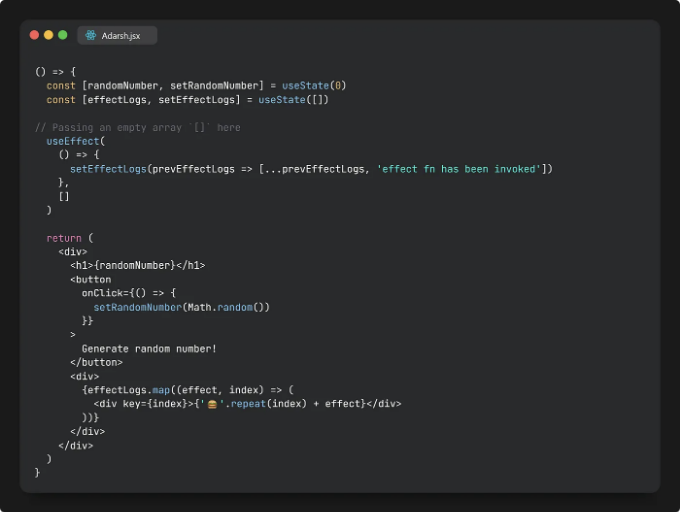 Adarsh.jsx
() => {
  const [randomNumber, setRandomNumber] = useState(0)
  const [effectLogs, setEffectLogs] = useState([])
// Passing an empty array `[]` here
  useEffect(
    () => {
      setEffectLogs(prevEffectLogs => [...prevEffectLogs, 'effect fn has been invoked'])
    },
    []
  )
  return (
    <div>
      <h1>{randomNumber}</h1>
      <button
        onClick={() => {
          setRandomNumber(Math.random())
        }}
      >
        Generate random number!
      </button>
      <div>
        {effectLogs.map((effect, index) => (
          <div key={index}>{'🍔'.repeat(index) + effect}</div>
        ))}
      </div>
    </div>
  )
}